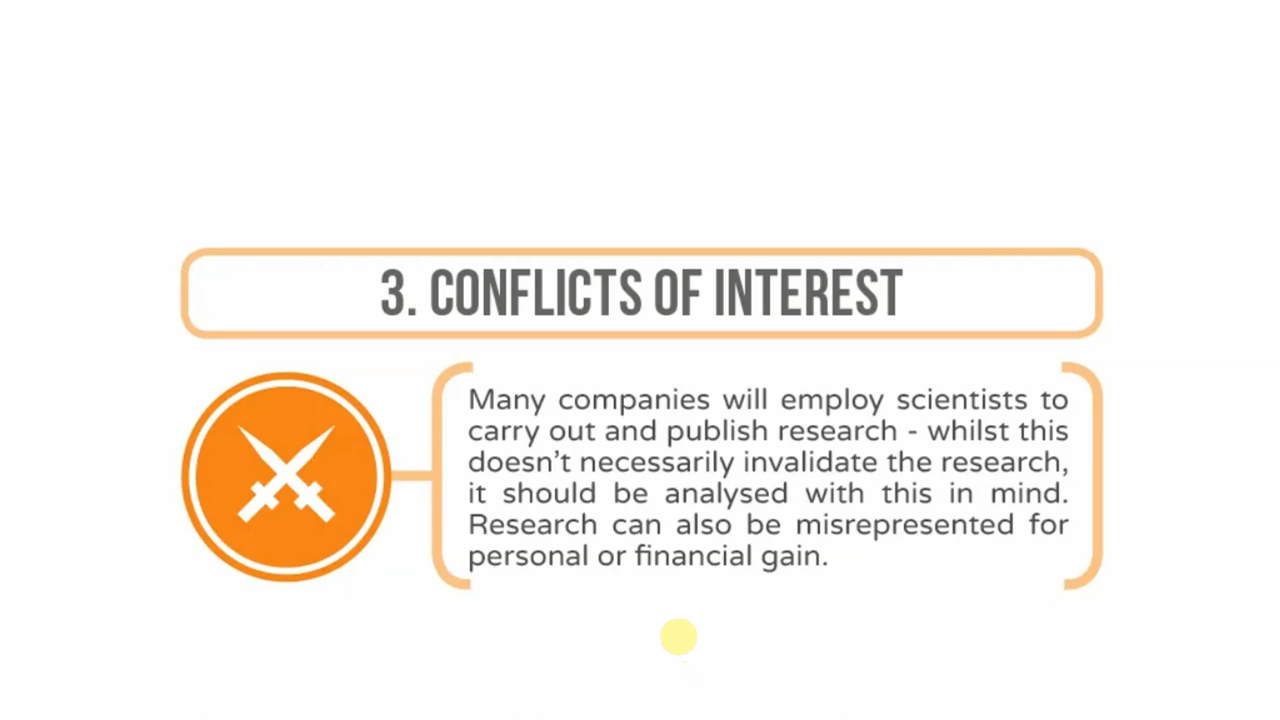 3. CONFLICTS OF INTEREST
Many companies will employ scientists to
carry out and publish research - whilst this
doesn't necessarily invalidate the research,
it should be analysed with this in mind.
Research can also be misrepresented for
personal or financial gain.